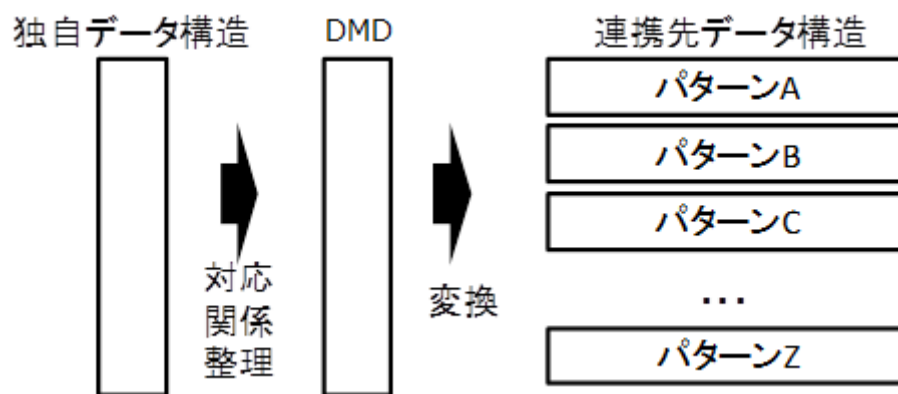 独自データ構造
DMD
連携先データ構造
パターンA
パターンB
パターンC
対応
関係
整理
変換
…
パターンZ